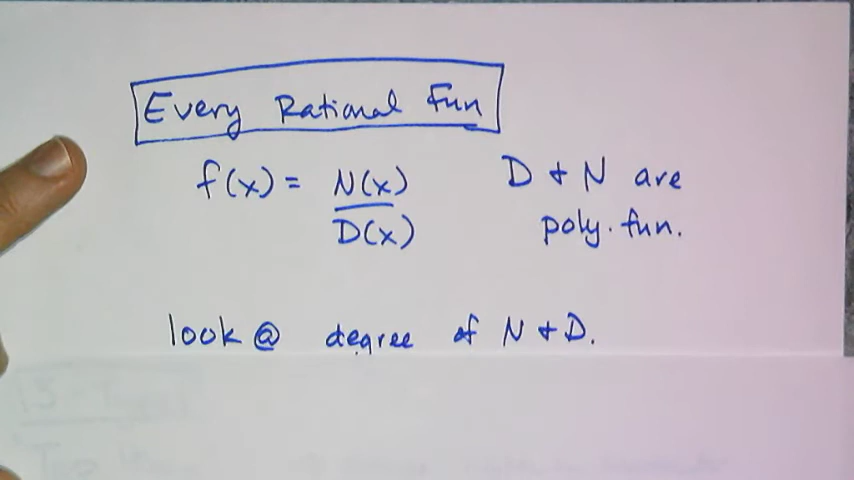 Every Rational Fun
f(x) = N(x) / D(x)
D & N are
poly. fun.
look @ degree of N & D.